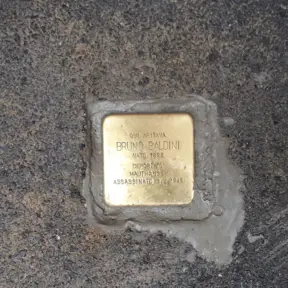 QUI ABITAVA
BRUNO BALDINI
NATO
DEPORTATO
MAUTHAUSEN
ASSASSINATO